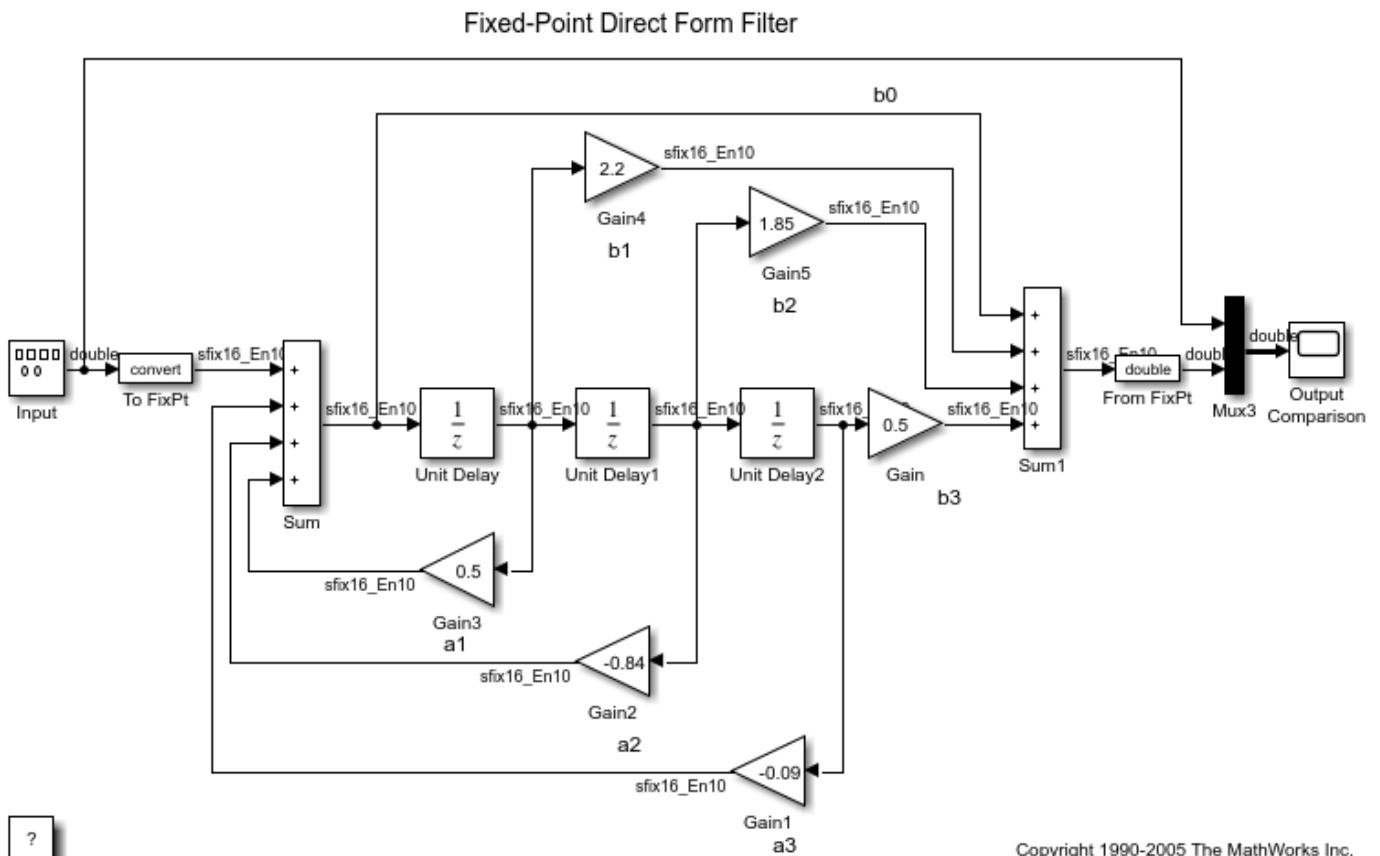 Fixed-Point Direct Form Filter
b0
2.2
sfix16_En10
Gain4
b1
1.85
sfix16_En10
Gain5
b2
0 0
Input
double
convert
To FixPt
sfix16_En10
+
+
+
+
Sum
sfix16_En10
1
z
Unit Delay
sfix16_En10
1
z
Unit Delay1
sfix16_En10
1
z
Unit Delay2
0.5
Gain
b3
sfix16_En10
+
+
+
+
Sum1
sfix16_En10
double
From FixPt
Mux3
double
Output
Comparison
0.5
sfix16_En10
Gain3
a1
-0.84
sfix16_En10
Gain2
a2
-0.09
sfix16_En10
Gain1
a3
?
Copyright 1990-2005 The MathWorks Inc.